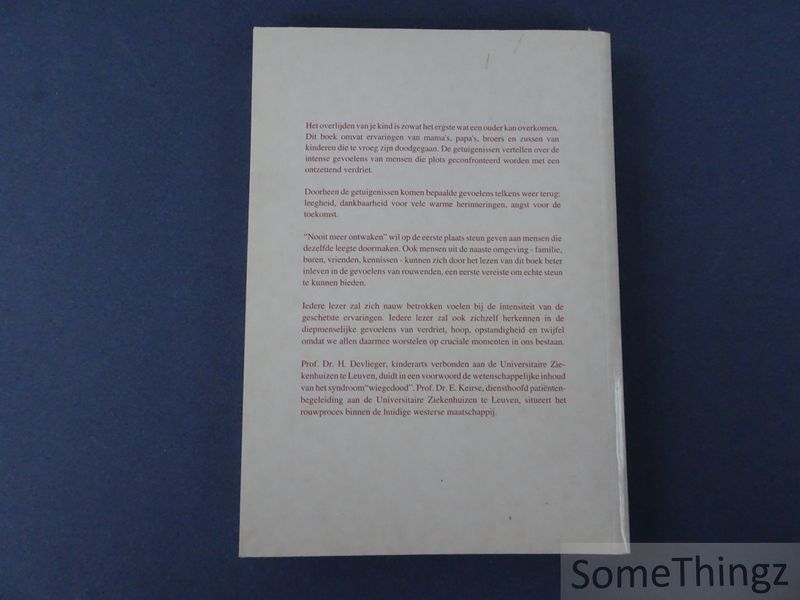 Het overlijden van je kind is zowat het ergste wat een ouder kan overkomen.
Dit boek omvat ervaringen van mama's, papa's, broers en zussen van
kinderen die te vroeg zijn doodgegaan. De getuigenissen vertellen over de
intense gevoelens van mensen die plots geconfronteerd worden met een
ontzettend verdriet.
Doorheen de getuigenissen komen bepaalde gevoelens telkens weer terug:
leegheid, dankbaarheid voor vele warme herinneringen, angst voor de
toekomst.
"Nooit meer ontwaken" wil op de eerste plaats steun geven aan mensen die
dezelfde leegte doormaken. Ook mensen uit de naaste omgeving - familie,
buren, vrienden, kennissen - kunnen zich door het lezen van dit boek beter
inleven in de gevoelens van rouwenden, een eerste vereiste om echte steun
te kunnen bieden.
Iedere lezer zal zich nauw betrokken voelen bij de intensiteit van de
geschetste ervaringen. Iedere lezer zal ook zichzelf herkennen in de
diepmenselijke gevoelens van verdriet, hoop, opstandigheid en twijfel
omdat we allen daarmee worstelen op cruciale momenten in ons bestaan.
Prof. Dr. H. Devlieger, kinderarts verbonden aan de Universitaire Zie-
kenhuizen te Leuven, duidt in een voorwoord de wetenschappelijke inhoud
van het syndroom "wiegedood". Prof. Dr. E. Keirse, diensthoofd patiënten-
begeleiding aan de Universitaire Ziekenhuizen te Leuven, situeert het
rouwproces binnen de huidige westerse maatschappij.
SomeThingz